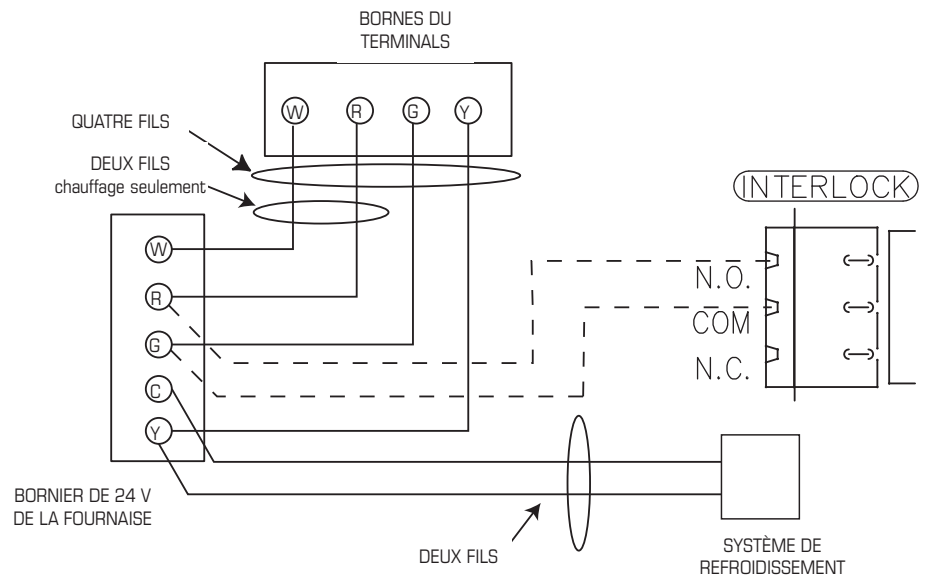 BORNES DU
TERMINALS
W R G Y
QUATRE FILS
DEUX FILS
chauffage seulement
INTERLOCK
W
R
G
C
Y
N.O.
COM
N.C.
BORNIER DE 24 V
DE LA FOURNAISE
DEUX FILS
SYSTÈME DE
REFROIDISSEMENT